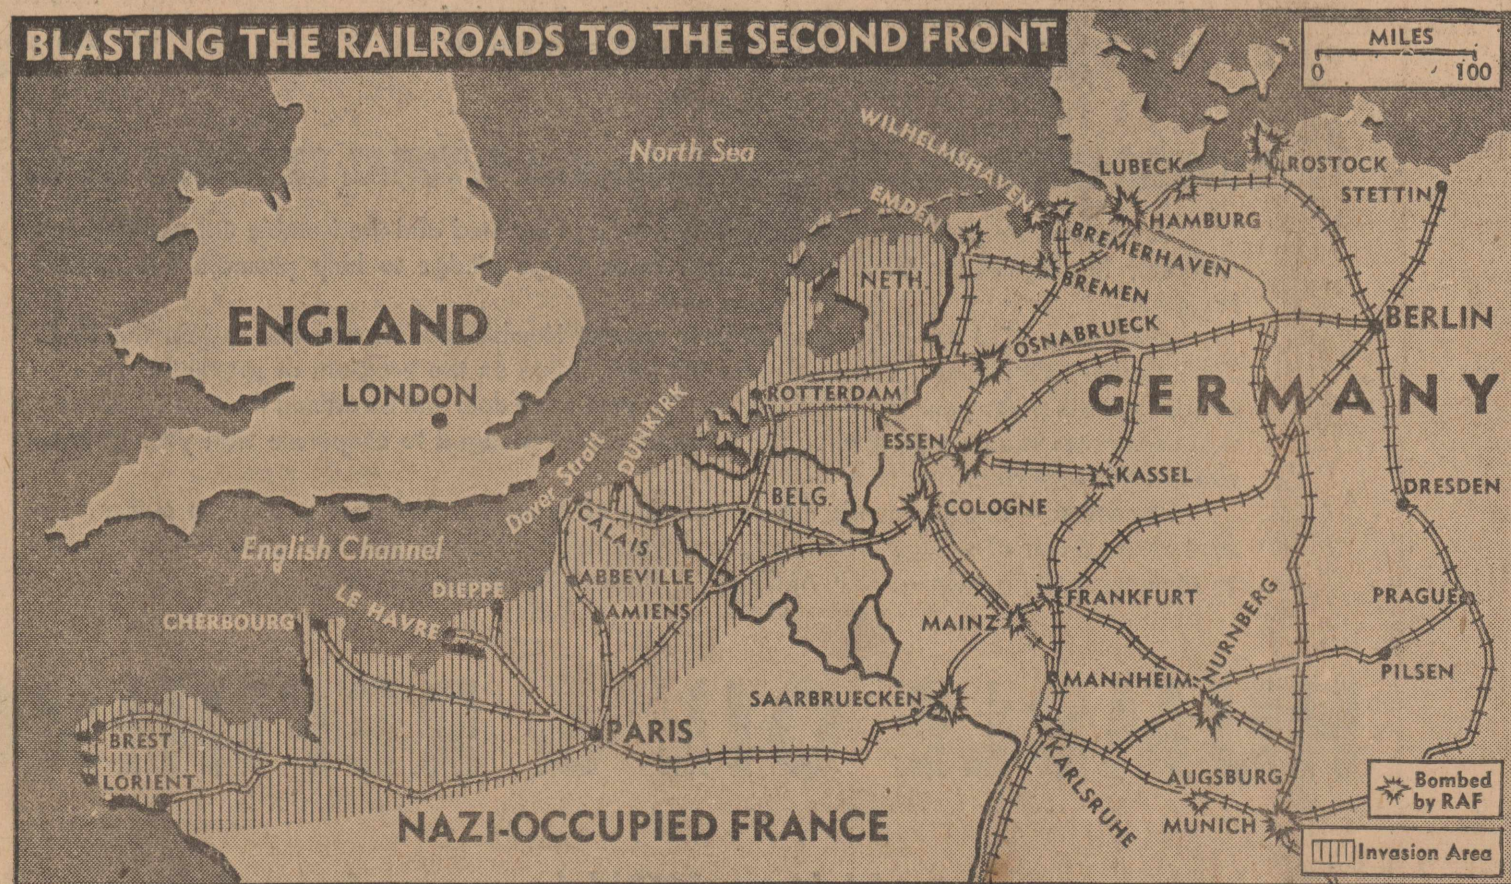 BLASTING THE RAILROADS TO THE SECOND FRONT
MILES
0 100
North Sea
WILHELMSHAVEN
EMDEN
LUBECK
ROSTOCK
STETTIN
HAMBURG
BREMERHAVEN
BREMEN
NETH.
ENGLAND
BERLIN
OSNABRUECK
LONDON
GERMANY
ROTTERDAM
DUNKIRK
Dover Strait
ESSEN
KASSEL
BELG.
COLOGNE
DRESDEN
CALAIS
English Channel
ABBEVILLE
DIEPPE
LE HAVRE
AMIENS
CHERBOURG
MAINZ
FRANKFURT
PRAGUE
NURNBERG
PILSEN
MANNHEIM
SAARBRUECKEN
PARIS
BREST
LORIENT
KARLSRUHE
AUGSBURG
MUNICH
NAZI-OCCUPIED FRANCE
Bombed
by RAF
Invasion Area